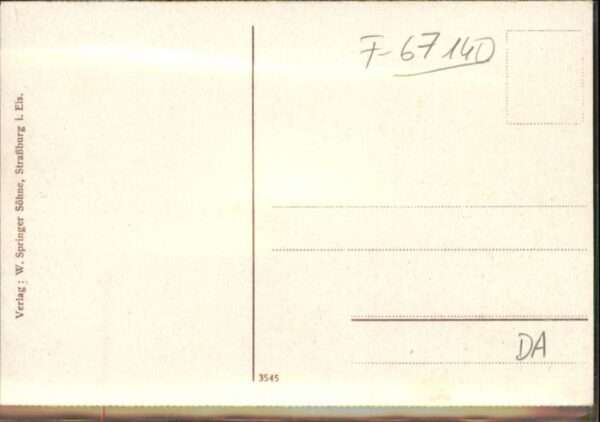 Verlag: W. Springer Söhne, Straßburg i. Els.
F-67140
3545
DA